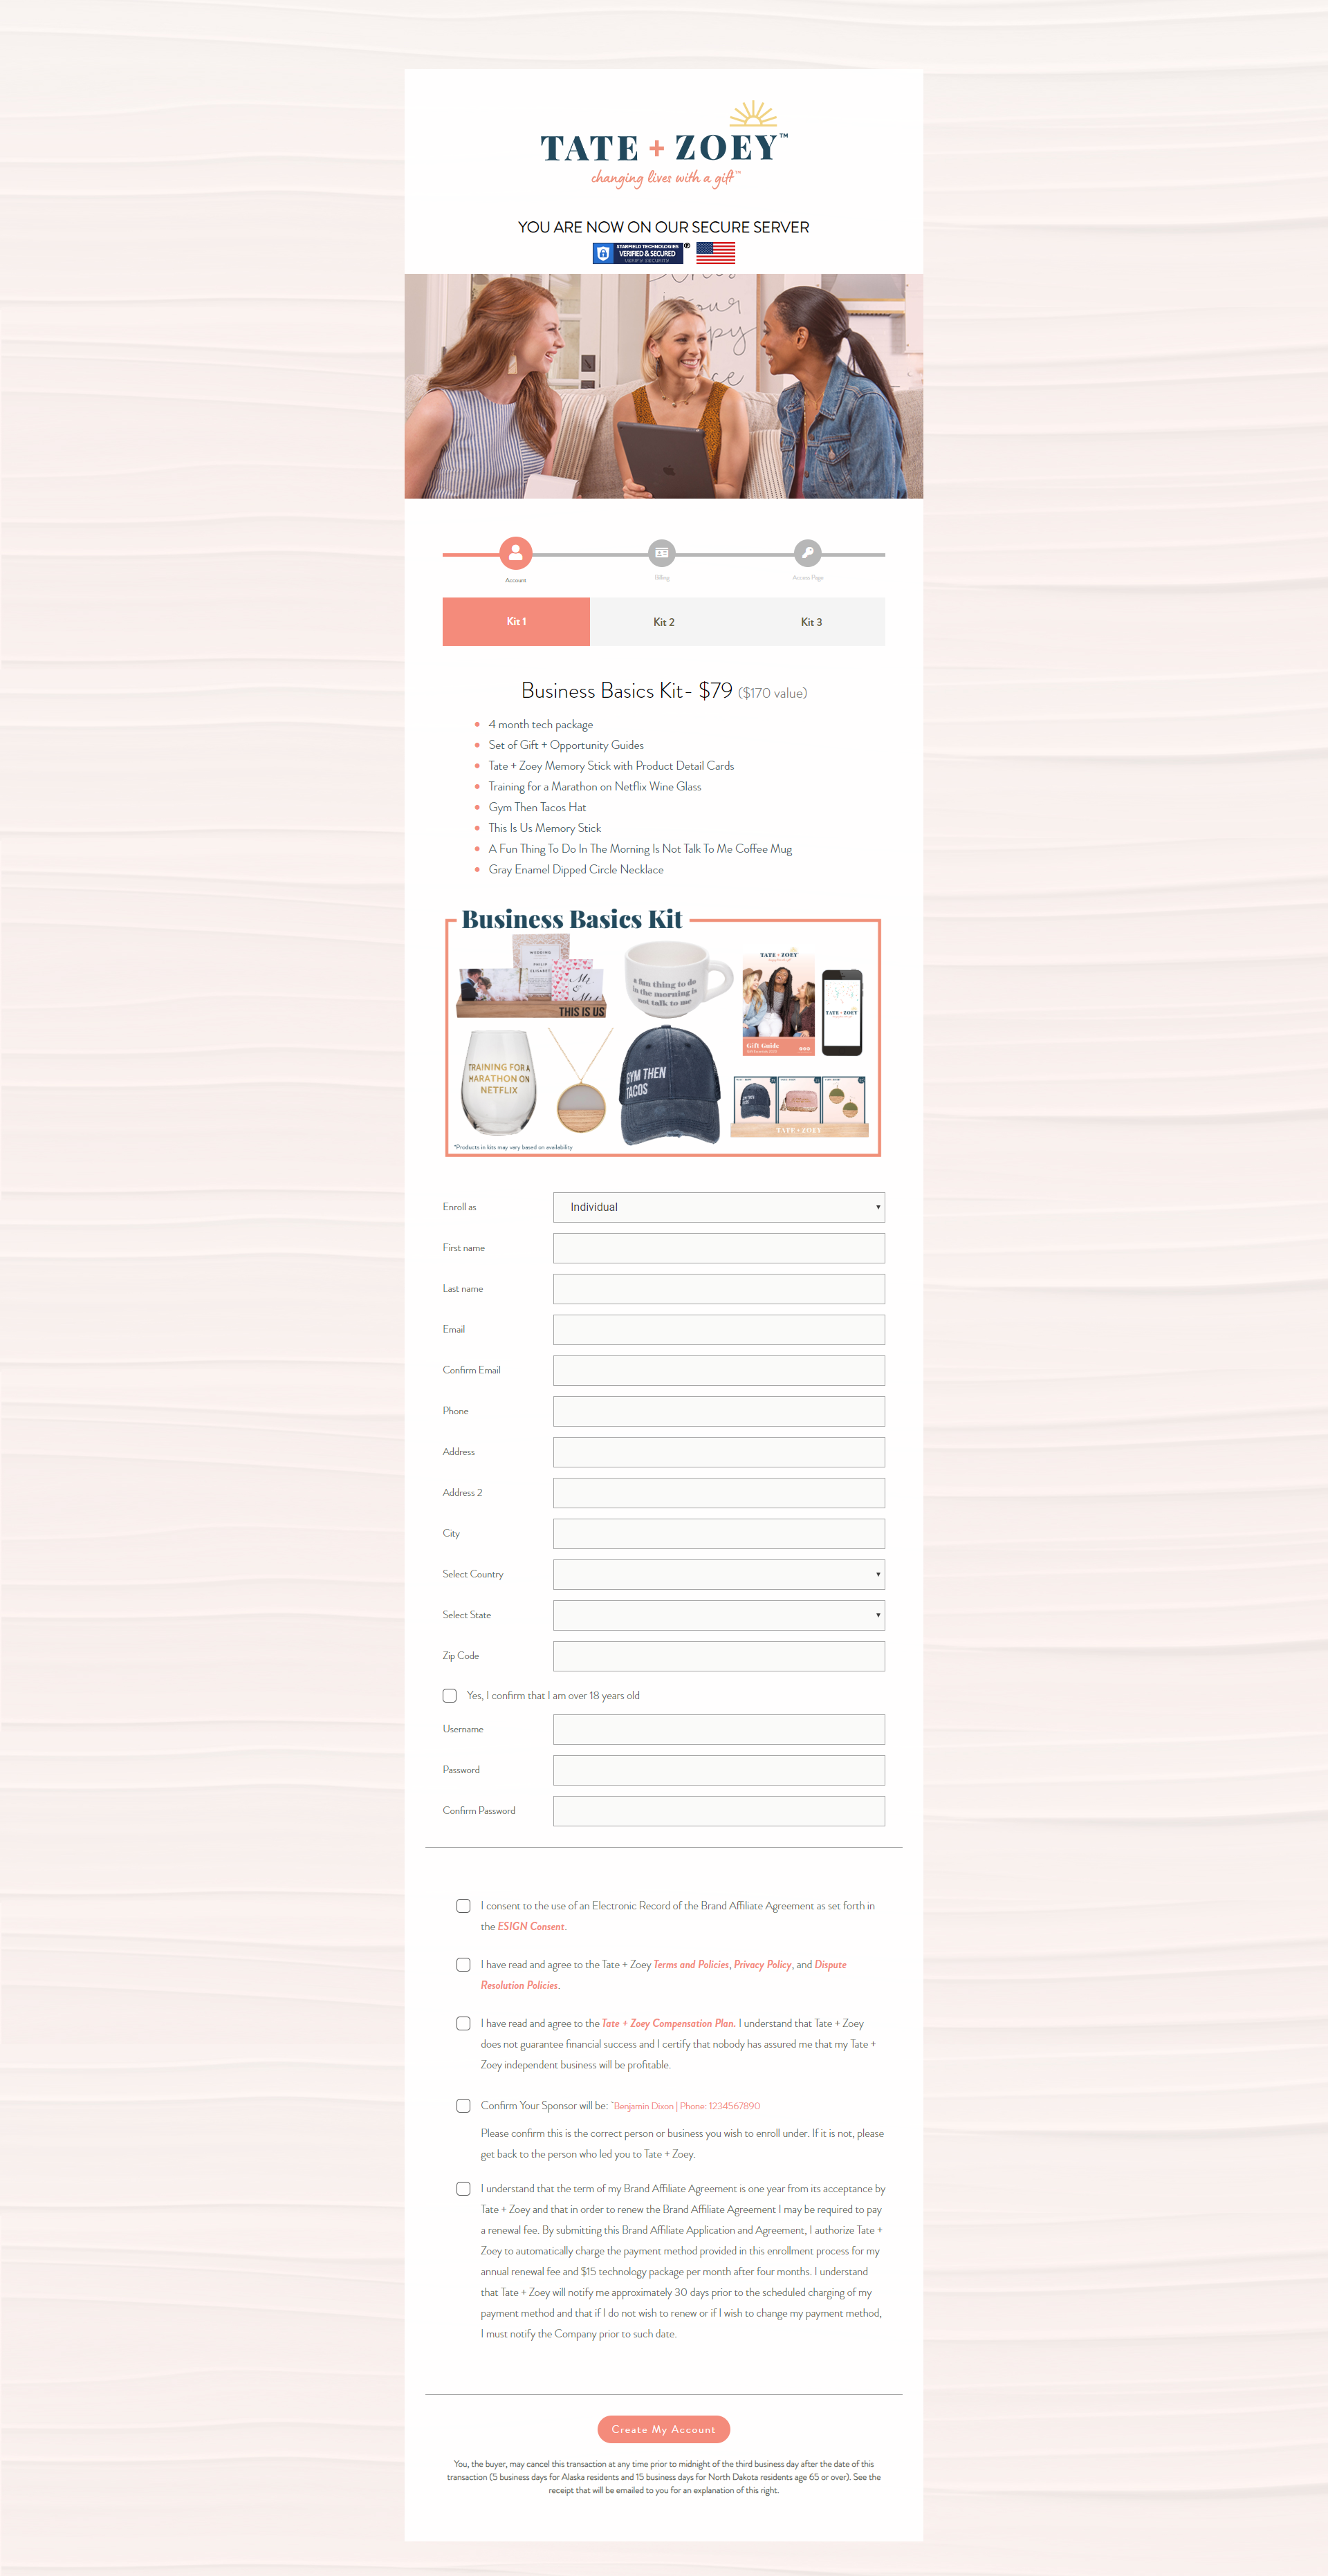 TATE + ZOEY™
changing lives with a gift™
YOU ARE NOW ON OUR SECURE SERVER
STARFIELD TECHNOLOGIES
VERIFIED & SECURED
VERIFY SECURITY
®
your
Account
Billing
Access Page
Kit 1
Kit 2
Kit 3
Business Basics Kit- $79 ($170 value)
4 month tech package
Set of Gift + Opportunity Guides
Tate + Zoey Memory Stick with Product Detail Cards
Training for a Marathon on Netflix Wine Glass
Gym Then Tacos Hat
This Is Us Memory Stick
A Fun Thing To Do In The Morning Is Not Talk To Me Coffee Mug
Gray Enamel Dipped Circle Necklace
Business Basics Kit
WEDDING
PHILIP
ELISABET
Mr
&
Mrs
THIS IS US
a fun thing to do
in the morning is
not talk to me
TATE + ZOEY
Gift Guide
TATE + ZOEY
TRAINING FOR A
MARATHON ON
NETFLIX
GYM THEN
TACOS
TATE + ZOEY
*Products in kits may vary based on availability
Enroll as
Individual
First name
Last name
Email
Confirm Email
Phone
Address
Address 2
City
Select Country
Select State
Zip Code
Yes, I confirm that I am over 18 years old
Username
Password
Confirm Password
I consent to the use of an Electronic Record of the Brand Affiliate Agreement as set forth in
the ESIGN Consent.
I have read and agree to the Tate + Zoey Terms and Policies, Privacy Policy, and Dispute
Resolution Policies.
I have read and agree to the Tate + Zoey Compensation Plan. I understand that Tate + Zoey
does not guarantee financial success and I certify that nobody has assured me that my Tate +
Zoey independent business will be profitable.
Confirm Your Sponsor will be: ~Benjamin Dixon | Phone: 1234567890
Please confirm this is the correct person or business you wish to enroll under. If it is not, please
get back to the person who led you to Tate + Zoey.
I understand that the term of my Brand Affiliate Agreement is one year from its acceptance by
Tate + Zoey and that in order to renew the Brand Affiliate Agreement I may be required to pay
a renewal fee. By submitting this Brand Affiliate Application and Agreement, I authorize Tate +
Zoey to automatically charge the payment method provided in this enrollment process for my
annual renewal fee and $15 technology package per month after four months. I understand
that Tate + Zoey will notify me approximately 30 days prior to the scheduled charging of my
payment method and that if I do not wish to renew or if I wish to change my payment method,
I must notify the Company prior to such date.
Create My Account
You, the buyer, may cancel this transaction at any time prior to midnight of the third business day after the date of this
transaction (5 business days for Alaska residents and 15 business days for North Dakota residents age 65 or over). See the
receipt that will be emailed to you for an explanation of this right.